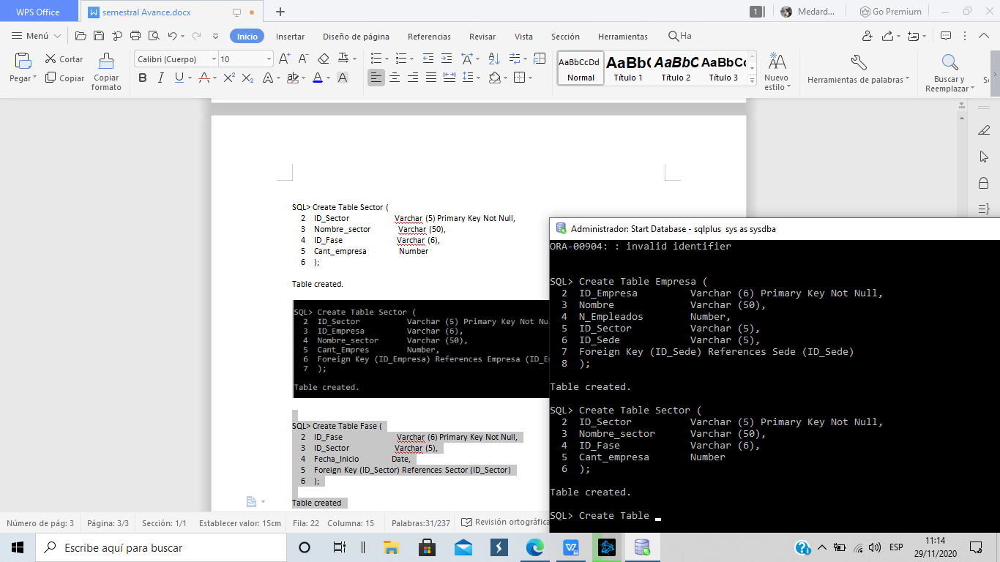 WPS Office
semestral Avance.docx
1
Medard...
Go Premium
Menú
Inicio
Insertar
Diseño de página
Referencias
Revisar
Vista
Sección
Herramientas
Ha
Pegar
Cortar
Copiar
Copiar formato
Calibri (Cuerpo)
10
AaBbCcDd
Normal
AaBb(
Título 1
AaBbCc
Título 2
AaBbC(
Título 3
Nuevo estilo
Herramientas de palabras
Buscar y Reemplazar
SQL> Create Table Sector (
2 ID_Sector Varchar (5) Primary Key Not Null,
3 Nombre_sector Varchar (50),
4 ID_Fase Varchar (6),
5 Cant_empresa Number
6 );
Table created.
SQL> Create Table Sector (
2 ID_Sector Varchar (5) Primary Key Not Nu
3 ID_Empresa Varchar (6),
4 Nombre_sector Varchar (50),
5 Cant_Empres Number,
6 Foreign Key (ID_Empresa) References Empresa (ID_E
7 );
Table created.
SQL> Create Table Fase (
2 ID_Fase Varchar (6) Primary Key Not Null,
3 ID_Sector Varchar (5),
4 Fecha_Inicio Date,
5 Foreign Key (ID_Sector) References Sector (ID_Sector)
6 );
Table created
Administrador: Start Database - sqlplus sys as sysdba
ORA-00904: : invalid identifier
SQL> Create Table Empresa (
2 ID_Empresa Varchar (6) Primary Key Not Null,
3 Nombre Varchar (50),
4 N_Empleados Number,
5 ID_Sector Varchar (5),
6 ID_Sede Varchar (5),
7 Foreign Key (ID_Sede) References Sede (ID_Sede)
8 );
Table created.
SQL> Create Table Sector (
2 ID_Sector Varchar (5) Primary Key Not Null,
3 Nombre_sector Varchar (50),
4 ID_Fase Varchar (6),
5 Cant_empresa Number
6 );
Table created.
SQL> Create Table _
Número de pág: 3
Página: 3/3
Sección: 1/1
Establecer valor: 15cm
Fila: 22
Columna: 15
Palabras:31/237
Revisión ortográfica
Escribe aquí para buscar
ESP
11:14
29/11/2020